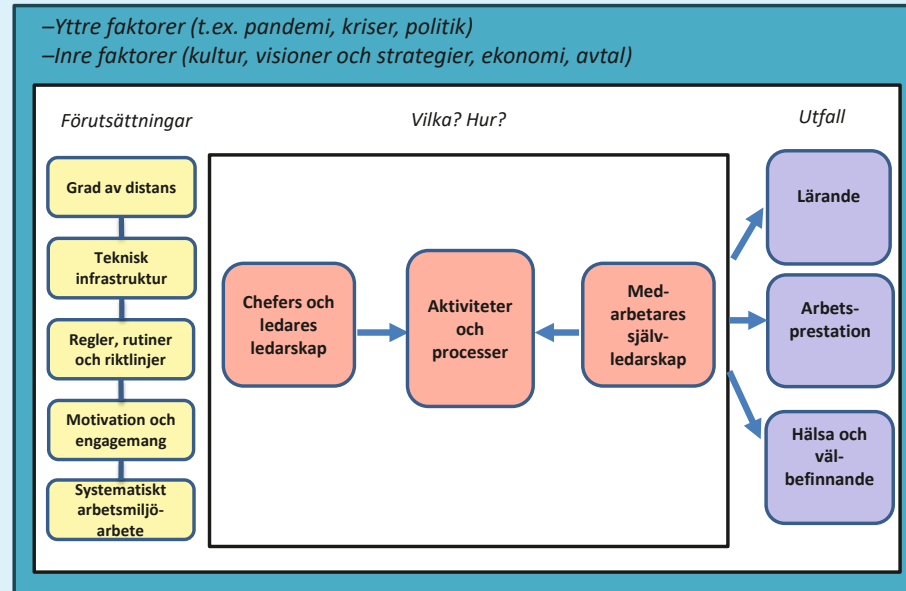 –Yttre faktorer (t.ex. pandemi, kriser, politik)
–Inre faktorer (kultur, visioner och strategier, ekonomi, avtal)
Förutsättningar
Vilka? Hur?
Utfall
Grad av distans
Teknisk
infrastruktur
Regler, rutiner
och riktlinjer
Motivation och
engagemang
Systematiskt
arbetsmiljö-
arbete
Chefers och
ledares
ledarskap
Aktiviteter
och
processer
Med-
arbetares
själv-
ledarskap
Lärande
Arbets-
prestation
Hälsa och
väl-
befinnande